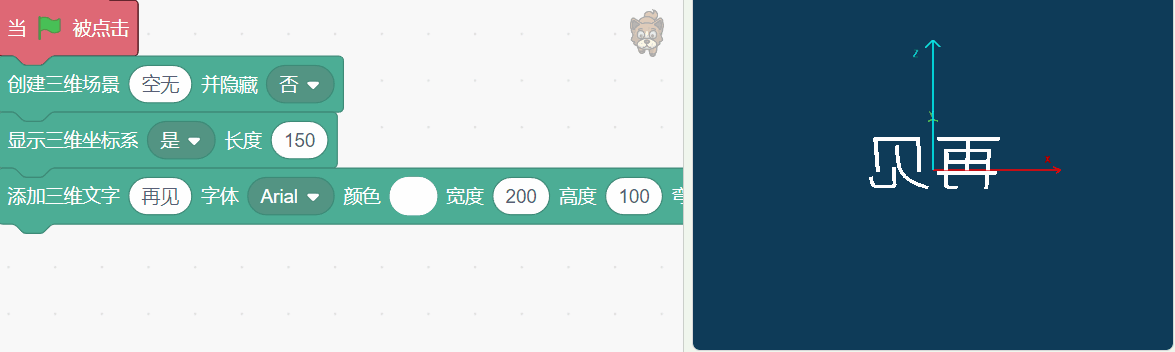 当 被点击
创建三维场景 空无 并隐藏 否
显示三维坐标系 是 长度 150
添加三维文字 再见 字体 Arial 颜色 宽度 200 高度 100 弯
再见